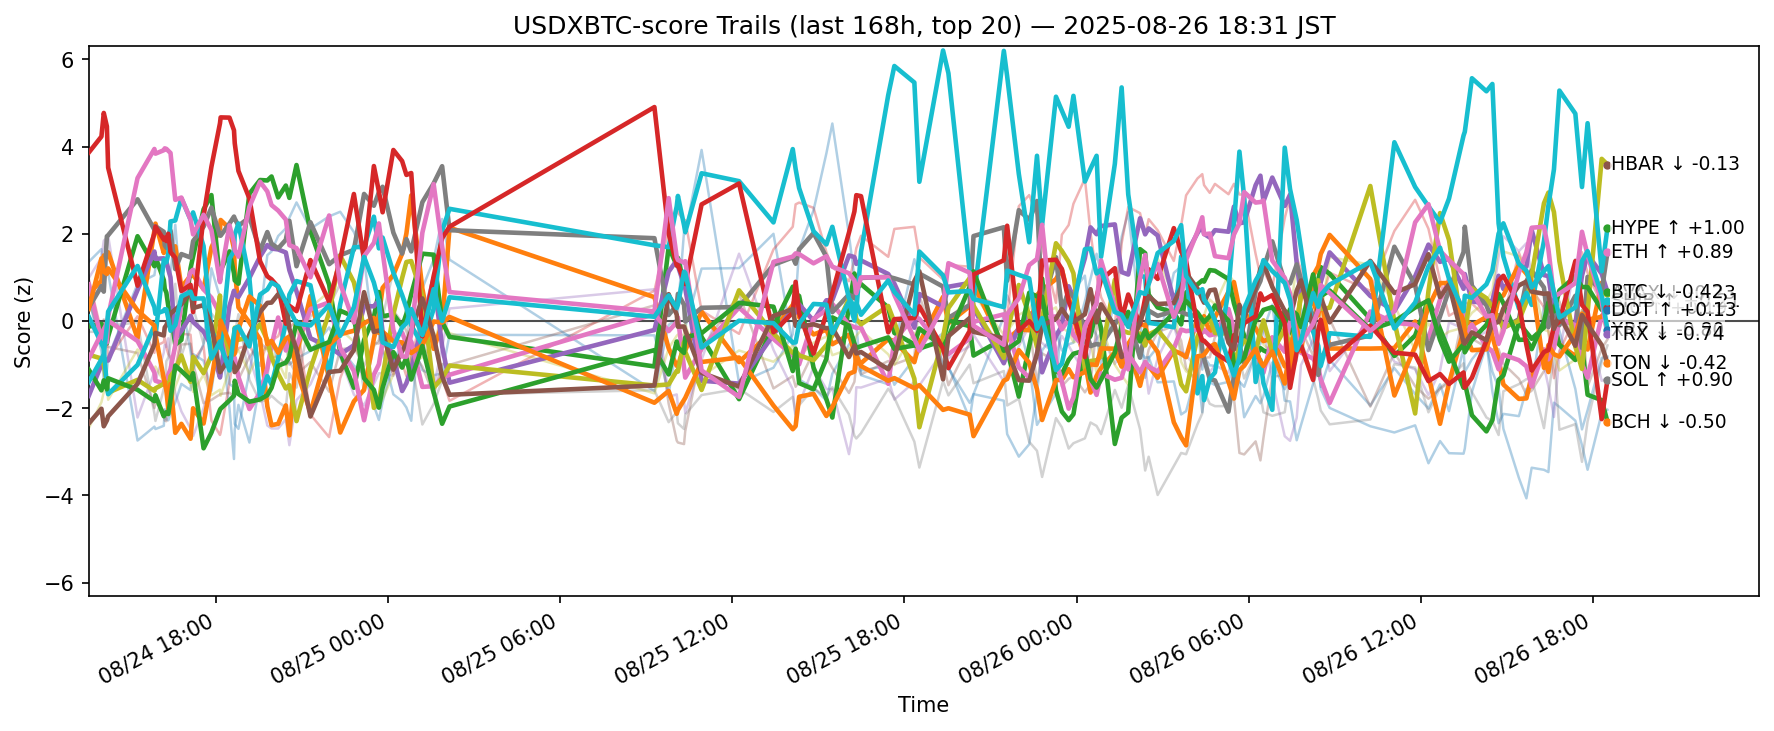 USDXBTC-score Trails (last 168h, top 20) — 2025-08-26 18:31 JST
Score (z)
6
4
2
0
−2
−4
−6
HBAR ↓ -0.13
HYPE ↑ +1.00
ETH ↑ +0.89
BTC ↓ -0.42
DOT ↑ +0.13
TRX ↓ -0.74
TON ↓ -0.42
SOL ↑ +0.90
BCH ↓ -0.50
08/24 18:00
08/25 00:00
08/25 06:00
08/25 12:00
08/25 18:00
08/26 00:00
08/26 06:00
08/26 12:00
08/26 18:00
Time